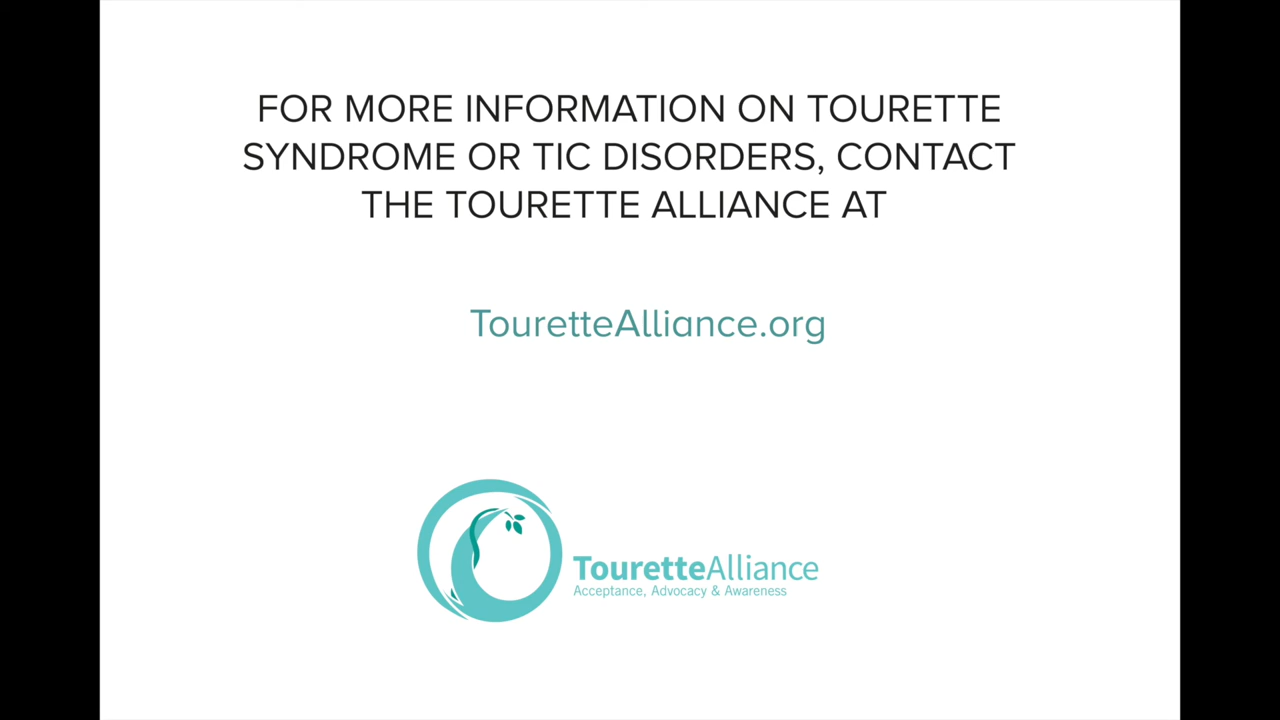 FOR MORE INFORMATION ON TOURETTE
SYNDROME OR TIC DISORDERS, CONTACT
THE TOURETTE ALLIANCE AT
TouretteAlliance.org
TouretteAlliance
Acceptance, Advocacy & Awareness